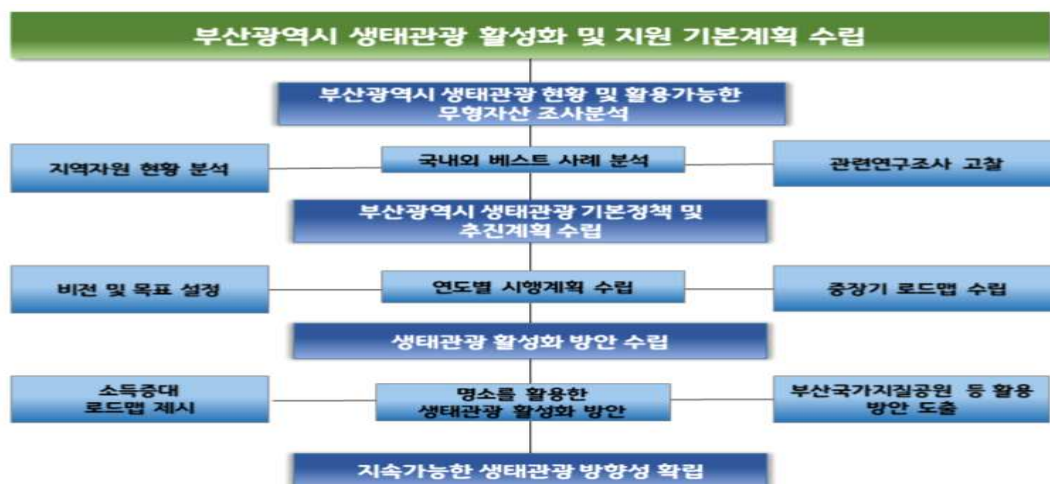 부산광역시 생태관광 활성화 및 지원 기본계획 수립
부산광역시 생태관광 현황 및 활용가능한
무형자산 조사분석
지역자원 현황 분석
국내외 베스트 사례 분석
관련연구조사 고찰
부산광역시 생태관광 기본정책 및
추진계획 수립
비전 및 목표 설정
연도별 시행계획 수립
중장기 로드맵 수립
생태관광 활성화 방안 수립
소득증대
로드맵 제시
명소를 활용한
생태관광 활성화 방안
부산국가지질공원 등 활용
방안 도출
지속가능한 생태관광 방향성 확립